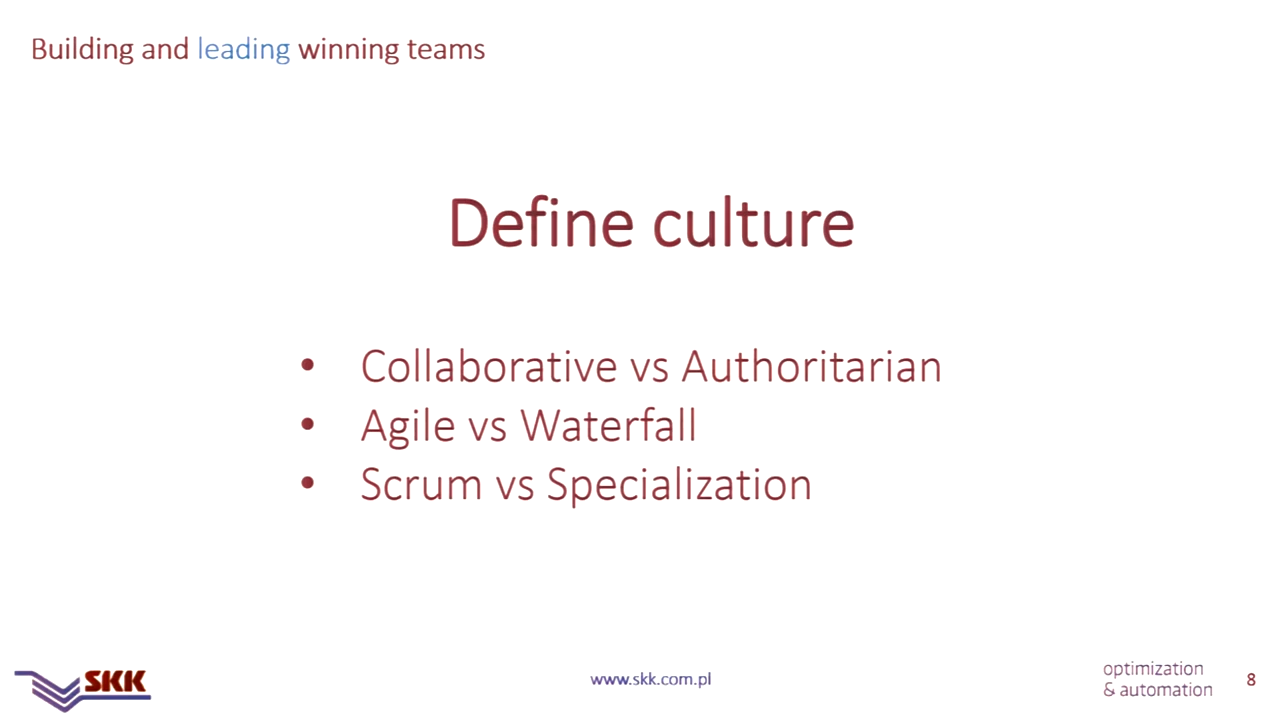 Building and leading winning teams
Define culture
• Collaborative vs Authoritarian
• Agile vs Waterfall
• Scrum vs Specialization
SKK
www.skk.com.pl
optimization
& automation
8